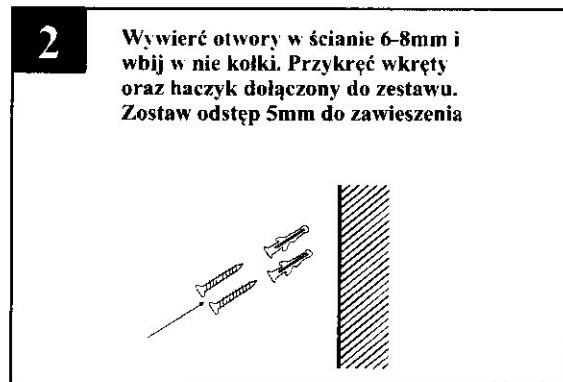 2
Wywierć otwory w ścianie 6-8mm i
wbij w nie kołki. Przykręć wkręty
oraz haczyk dołączony do zestawu.
Zostaw odstęp 5mm do zawieszenia